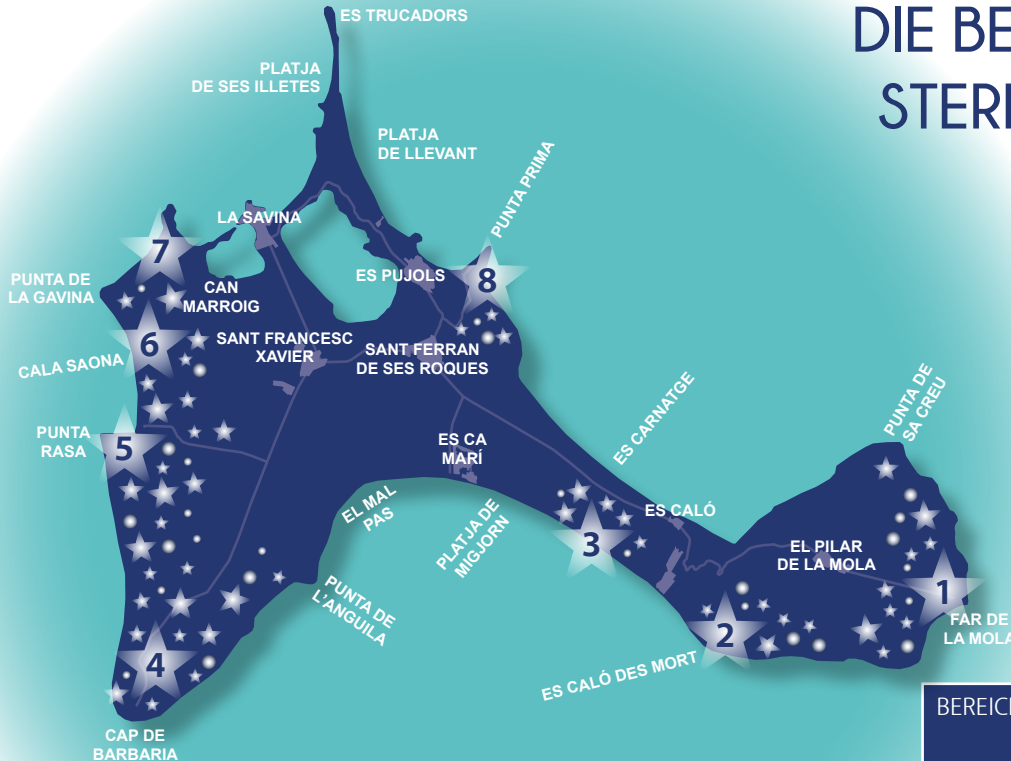 DIE BE
STER
ES TRUCADORS
PLATJA
DE SES ILLETES
PLATJA
DE LLEVANT
PUNTA PRIMA
LA SAVINA
7
PUNTA DE
LA GAVINA
CAN
MARROIG
ES PUJOLS
8
6
CALA SAONA
SANT FRANCESC
XAVIER
SANT FERRAN
DE SES ROQUES
PUNTA
RASA
5
ES CA
MARÍ
ES CARNATGE
PUNTA DE
SA CREU
EL MAL
PAS
PLATJA DE
MIGJORN
ES CALÓ
3
EL PILAR
DE LA MOLA
PUNTA DE
L'ANGUILA
1
FAR DE
LA MOLA
2
4
ES CALÓ DES MORT
CAP DE
BARBARIA
BEREICH